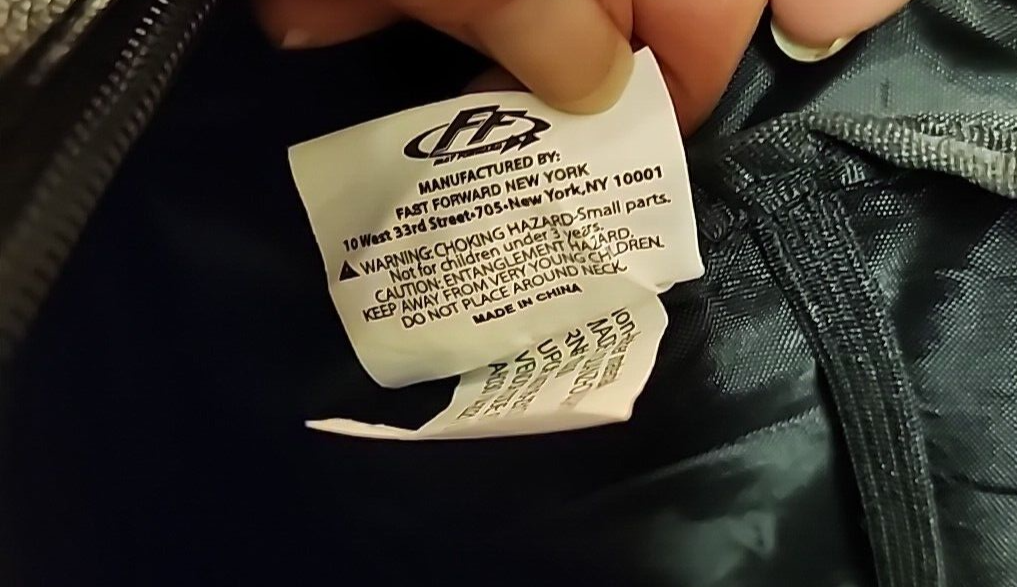 FF
MANUFACTURED BY:
FAST FORWARD NEW YORK
10 West 33rd Street•705•New York,NY 10001
WARNING: CHOKING HAZARD-Small parts.
Not for children under 3 years.
CAUTION: ENTANGLEMENT HAZARD.
KEEP AWAY FROM VERY YOUNG CHILDREN.
DO NOT PLACE AROUND NECK.
MADE IN CHINA